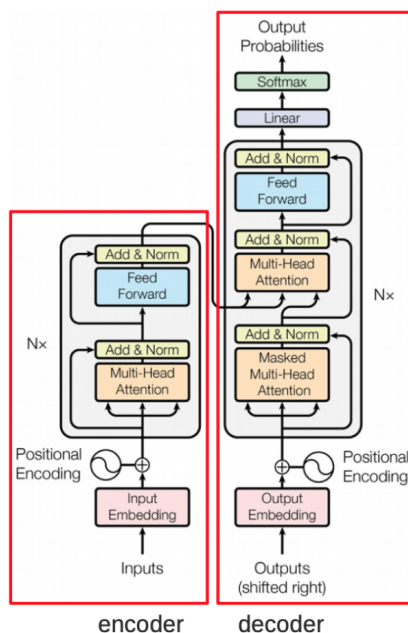 Output
Probabilities
Softmax
Linear
Add & Norm
Feed
Forward
Add & Norm
Multi-Head
Attention
Add & Norm
Masked
Multi-Head
Attention
N×
Positional
Encoding
Output
Embedding
Outputs
(shifted right)
Add & Norm
Feed
Forward
Add & Norm
Multi-Head
Attention
N×
Positional
Encoding
Input
Embedding
Inputs
encoder
decoder